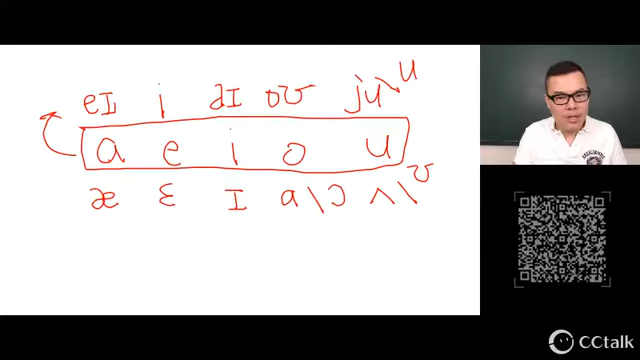 eɪ i aɪ oʊ ju\u
a e i o u
æ ɛ ɪ ɑ\ɔ ʌ\ʊ
CCtalk